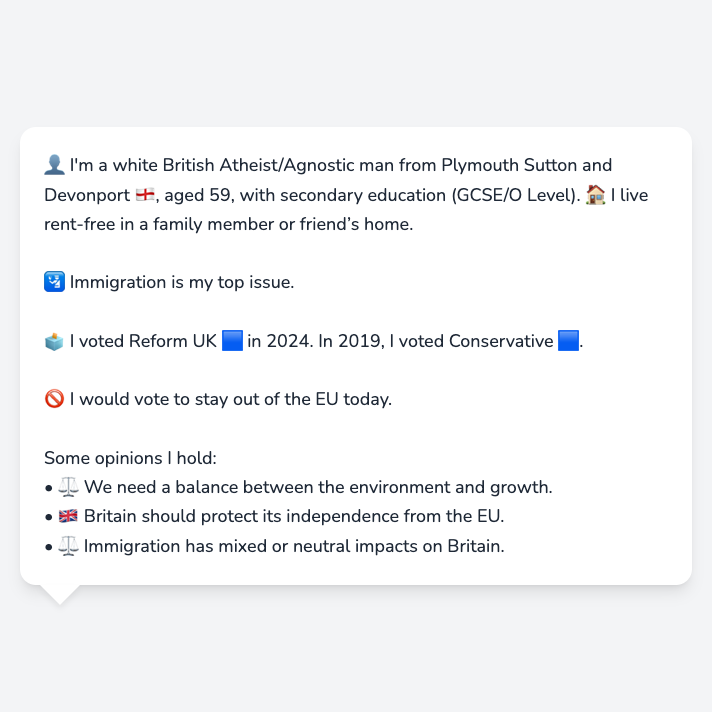 👤 I'm a white British Atheist/Agnostic man from Plymouth Sutton and
Devonport 🏴󠁧󠁢󠁥󠁮󠁧󠁿, aged 59, with secondary education (GCSE/O Level). 🏠 I live
rent-free in a family member or friend’s home.
🛂 Immigration is my top issue.
🗳️ I voted Reform UK 🟦 in 2024. In 2019, I voted Conservative 🟦.
🚫 I would vote to stay out of the EU today.
Some opinions I hold:
• ⚖️ We need a balance between the environment and growth.
• 🇬🇧 Britain should protect its independence from the EU.
• ⚖️ Immigration has mixed or neutral impacts on Britain.